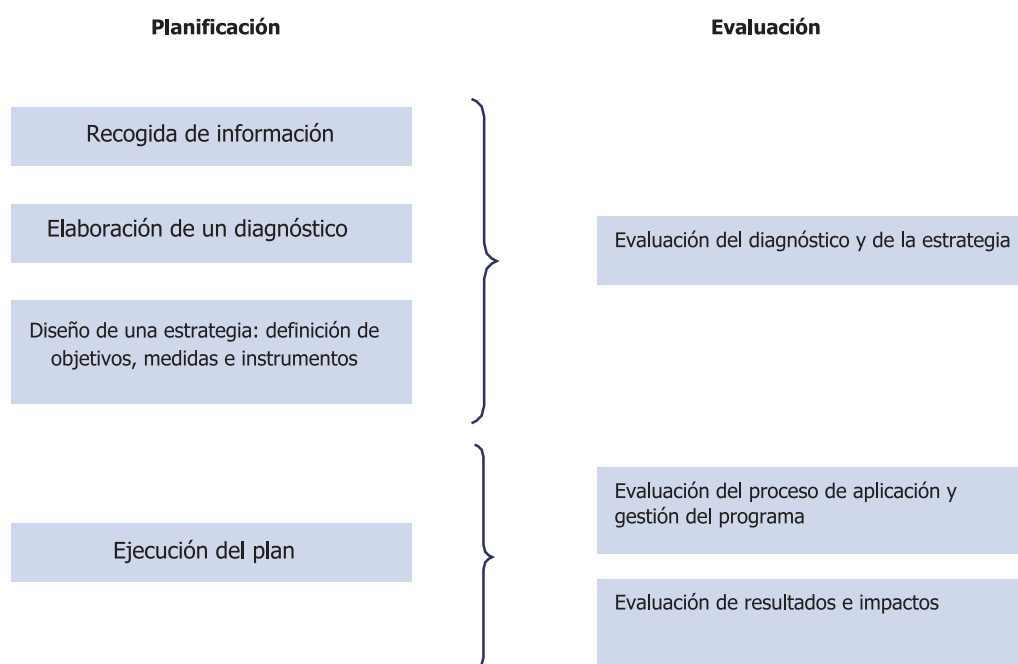 Planificación
Evaluación
Recogida de información
Elaboración de un diagnóstico
Evaluación del diagnóstico y de la estrategia
Diseño de una estrategia: definición de
objetivos, medidas e instrumentos
Evaluación del proceso de aplicación y
gestión del programa
Ejecución del plan
Evaluación de resultados e impactos